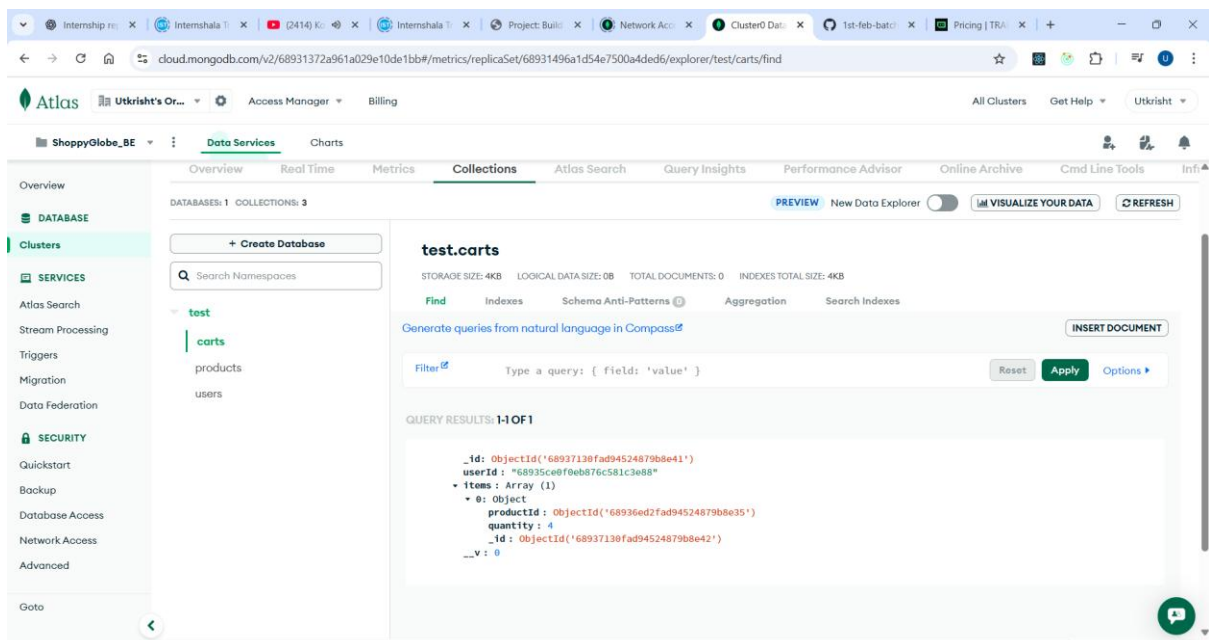 Internship rep
Internshala Tr
(2414) Ko
Internshala Tr
Project: Build
Network Acce
Cluster0 Data
1st-feb-batch
Pricing | TRA
cloud.mongodb.com/v2/68931372a961a029e10de1bb#/metrics/replicaSet/68931496a1d54e7500a4ded6/explorer/test/carts/find
U
Atlas
Utkrisht's Or...
Access Manager
Billing
All Clusters
Get Help
Utkrisht
ShoppyGlobe_BE
Data Services
Charts
Overview
Real Time
Metrics
Collections
Atlas Search
Query Insights
Performance Advisor
Online Archive
Cmd Line Tools
Overview
DATABASE
Clusters
SERVICES
Atlas Search
Stream Processing
Triggers
Migration
Data Federation
SECURITY
Quickstart
Backup
Database Access
Network Access
Advanced
Goto
DATABASES: 1 COLLECTIONS: 3
PREVIEW New Data Explorer
VISUALIZE YOUR DATA
REFRESH
+ Create Database
Search Namespaces
test
carts
products
users
test.carts
STORAGE SIZE: 4KB LOGICAL DATA SIZE: 0B TOTAL DOCUMENTS: 0 INDEXES TOTAL SIZE: 4KB
Find
Indexes
Schema Anti-Patterns 0
Aggregation
Search Indexes
Generate queries from natural language in Compass
INSERT DOCUMENT
Filter
Type a query: { field: 'value' }
Reset
Apply
Options
QUERY RESULTS: 1-1 OF 1
_id: ObjectId('68937130fad94524879b8e41')
userId : "68935ce0f0eb876c581c3e88"
items : Array (1)
0: Object
productId : ObjectId('68936ed2fad94524879b8e35')
quantity : 4
_id : ObjectId('68937130fad94524879b8e42')
__v : 0